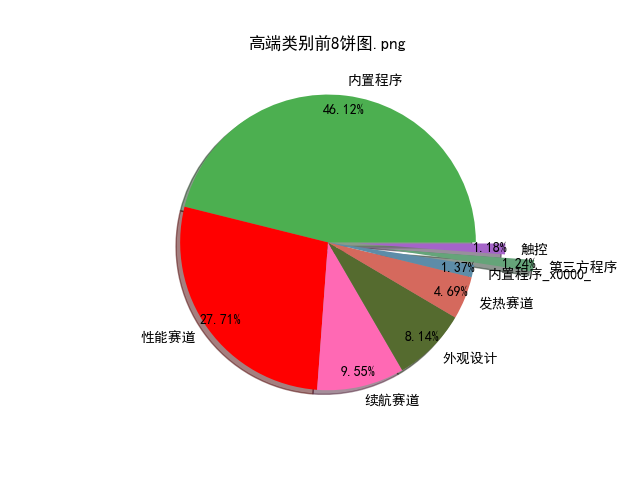 高端类别前8饼图.png
内置程序
46.12%
性能赛道
27.71%
续航赛道
9.55%
外观设计
8.14%
发热赛道
4.69%
内置程序_x0000_
1.37%
第三方程序
1.24%
触控
1.18%